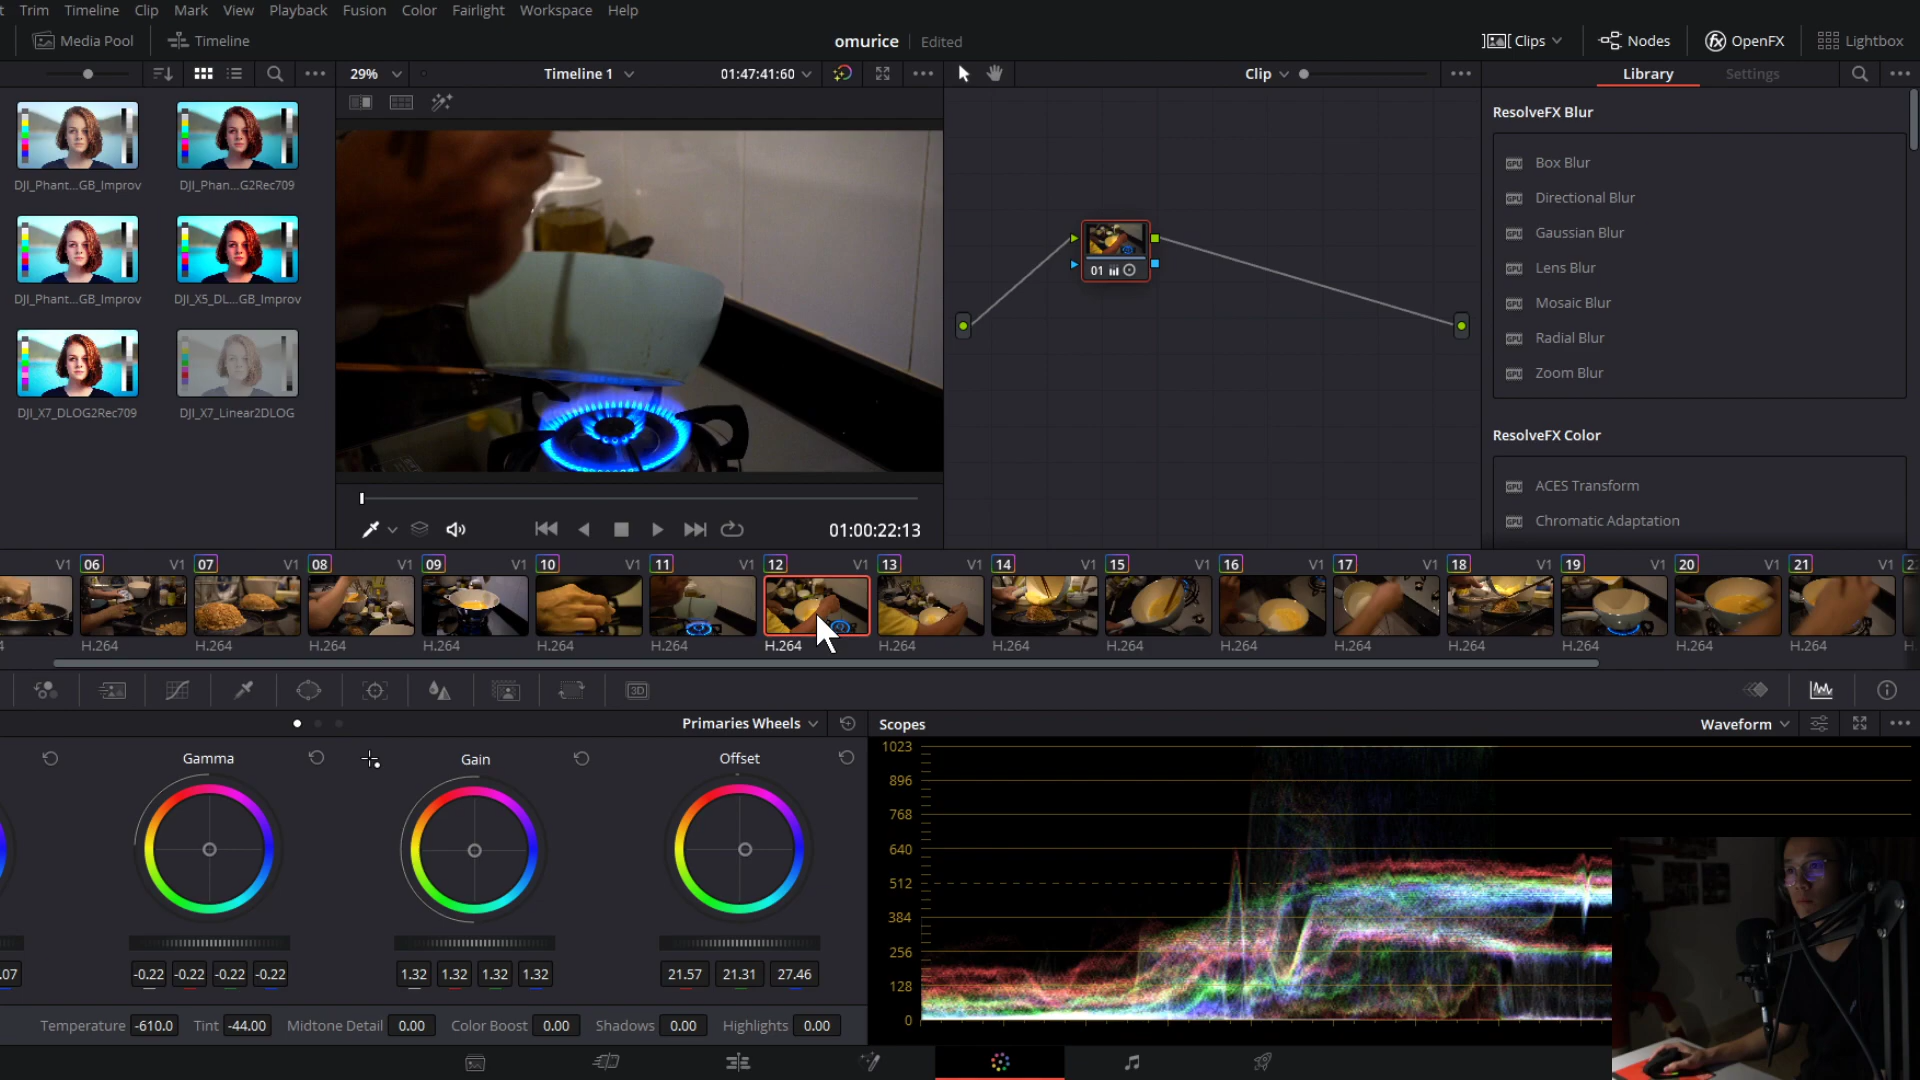 Trim Timeline Clip Mark View Playback Fusion Color Fairlight Workspace Help
Media Pool Timeline omurice Edited Clips Nodes OpenFX Lightbox
29% Timeline 1 01:47:41:60 Clip Library Settings
ResolveFX Blur
Box Blur
Directional Blur
Gaussian Blur
Lens Blur
Mosaic Blur
Radial Blur
Zoom Blur
ResolveFX Color
ACES Transform
Chromatic Adaptation
DJI_Phant...GB_Improv DJI_Phan...G2Rec709
DJI_Phant...GB_Improv DJI_X5_DL...GB_Improv
DJI_X7_DLOG2Rec709 DJI_X7_Linear2DLOG
01
01:00:22:13
V1 06 V1 07 V1 08 V1 09 V1 10 V1 11 V1 12 V1 13 V1 14 V1 15 V1 16 V1 17 V1 18 V1 19 V1 20 V1 21 V1
H.264 H.264 H.264 H.264 H.264 H.264 H.264 H.264 H.264 H.264 H.264 H.264 H.264 H.264 H.264 H.264
3D
Primaries Wheels
Gamma Gain Offset
.07 -0.22 -0.22 -0.22 -0.22 1.32 1.32 1.32 1.32 21.57 21.31 27.46
Temperature -610.0 Tint -44.00 Midtone Detail 0.00 Color Boost 0.00 Shadows 0.00 Highlights 0.00
Scopes Waveform
1023
896
768
640
512
384
256
128
0